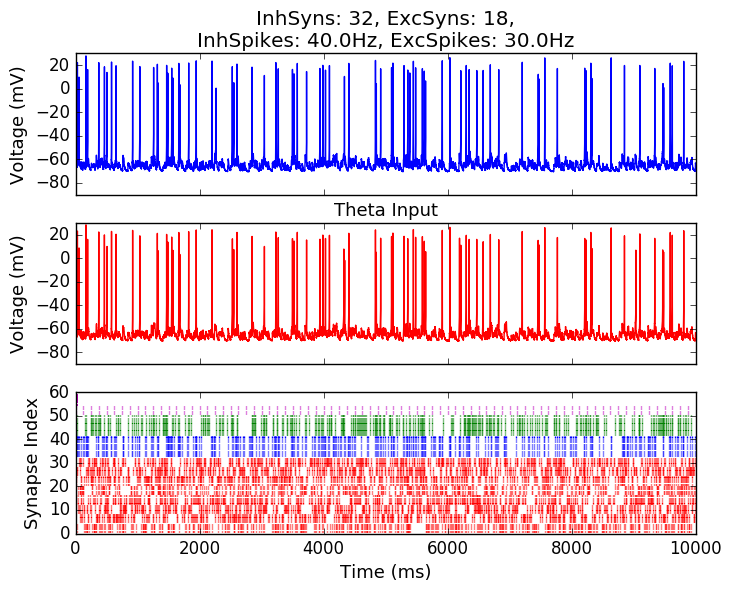 InhSyns: 32, ExcSyns: 18,
InhSpikes: 40.0Hz, ExcSpikes: 30.0Hz
20
0
−20
−40
−60
−80
Voltage (mV)
Theta Input
20
0
−20
−40
−60
−80
Voltage (mV)
60
50
40
30
20
10
0
Synapse Index
0 2000 4000 6000 8000 10000
Time (ms)